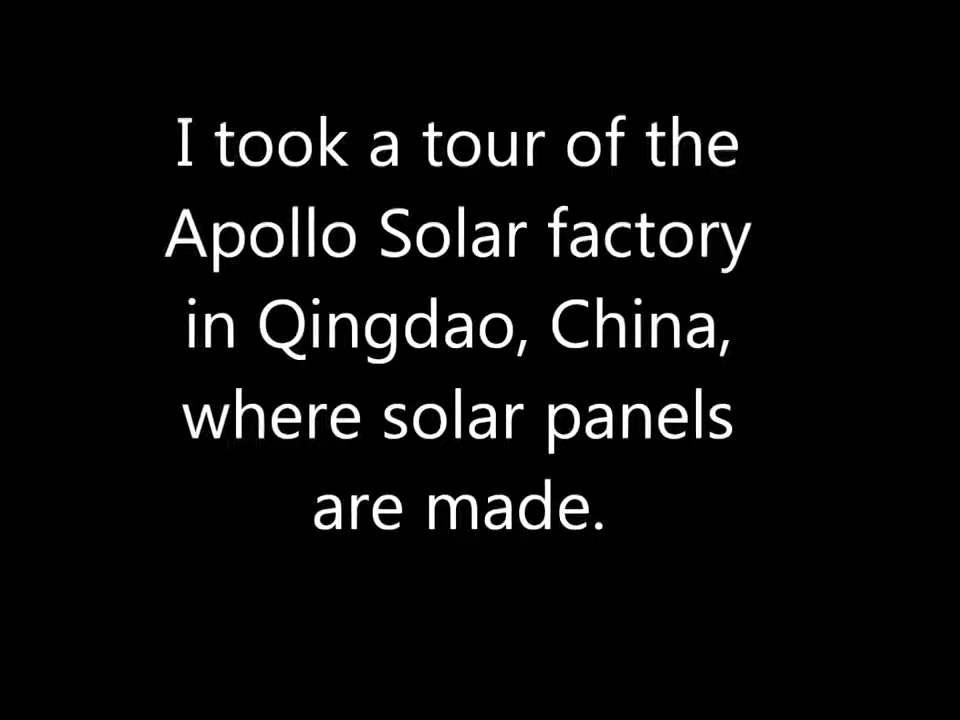 I took a tour of the
Apollo Solar factory
in Qingdao, China,
where solar panels
are made.